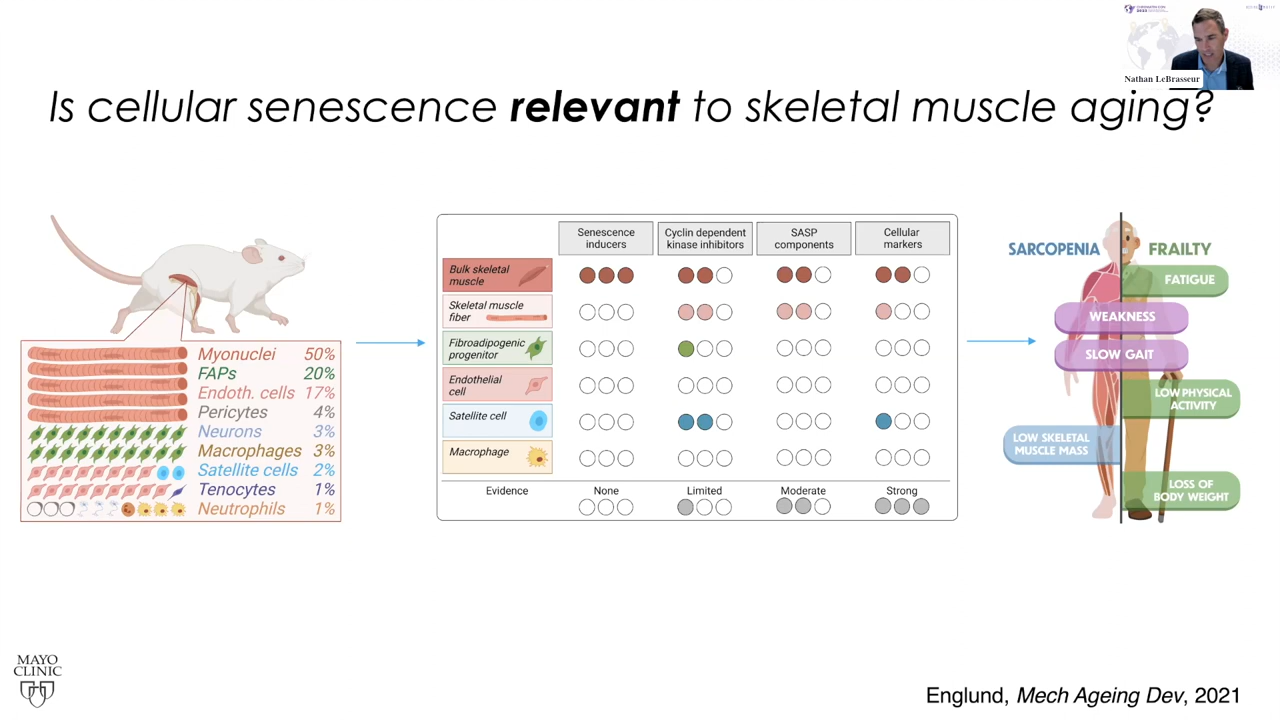 Nathan LeBrasseur
Is cellular senescence relevant to skeletal muscle aging?
Myonuclei 50%
FAPs 20%
Endoth. cells 17%
Pericytes 4%
Neurons 3%
Macrophages 3%
Satellite cells 2%
Tenocytes 1%
Neutrophils 1%
Senescence
inducers
Cyclin dependent
kinase inhibitors
SASP
components
Cellular
markers
Bulk skeletal
muscle
Skeletal muscle
fiber
Fibroadipogenic
progenitor
Endothelial
cell
Satellite cell
Macrophage
Evidence None Limited Moderate Strong
SARCOPENIA FRAILTY
FATIGUE
WEAKNESS
SLOW GAIT
LOW PHYSICAL
ACTIVITY
LOW SKELETAL
MUSCLE MASS
LOSS OF
BODY WEIGHT
MAYO
CLINIC
Englund, Mech Ageing Dev, 2021